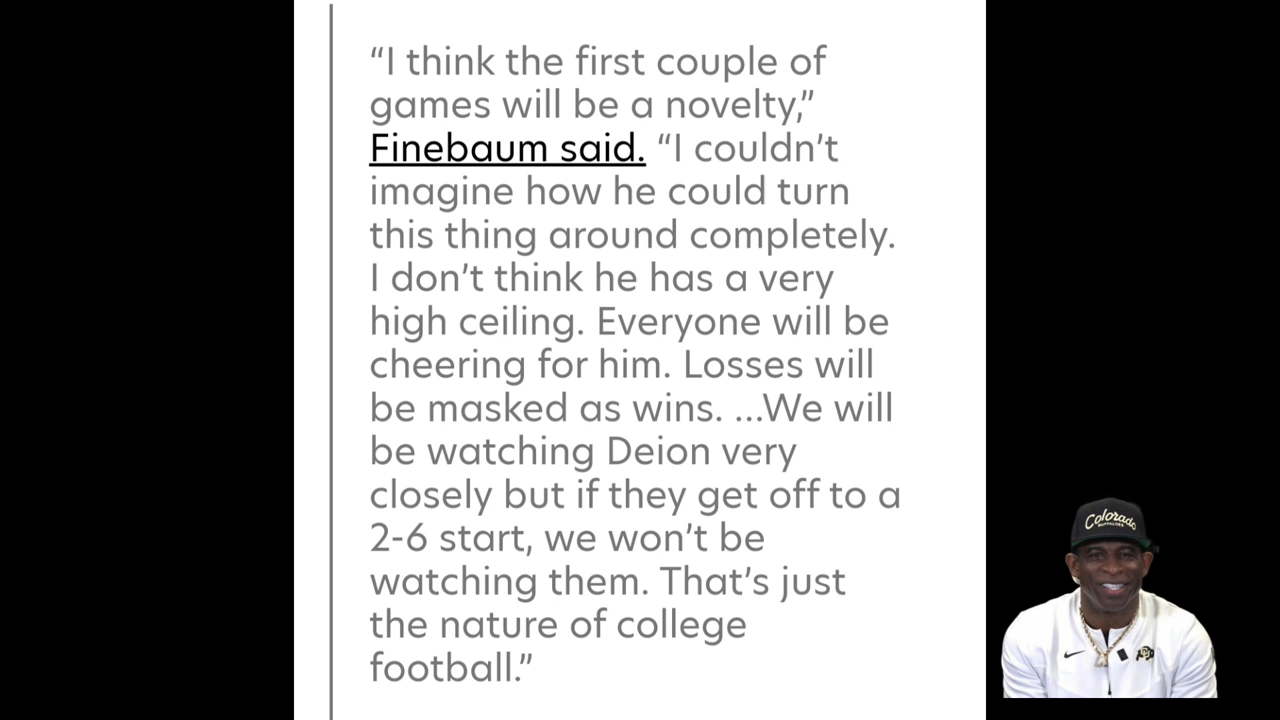 “I think the first couple of
games will be a novelty,”
Finebaum said. “I couldn’t
imagine how he could turn
this thing around completely.
I don’t think he has a very
high ceiling. Everyone will be
cheering for him. Losses will
be masked as wins. ...We will
be watching Deion very
closely but if they get off to a
2-6 start, we won’t be
watching them. That’s just
the nature of college
football.”
Colorado
BUFFALOES
CU